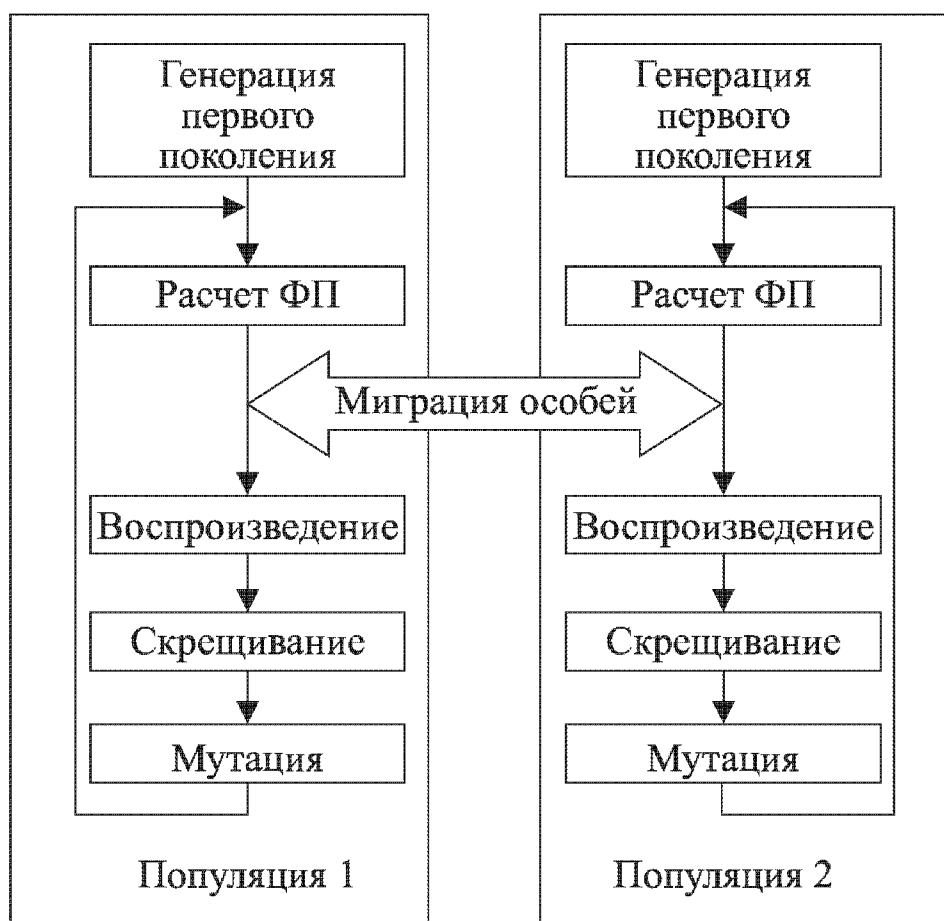 Генерация
первого
поколения
Расчет ФП
Воспроизведение
Скрещивание
Мутация
Популяция 1
Миграция особей
Генерация
первого
поколения
Расчет ФП
Воспроизведение
Скрещивание
Мутация
Популяция 2